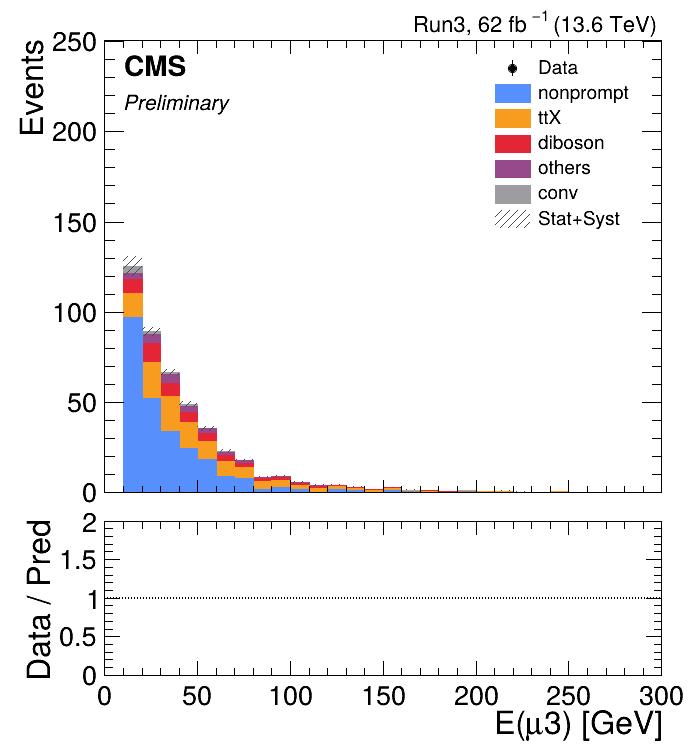 Run3, 62 fb⁻¹ (13.6 TeV)
CMS
Preliminary
Events
250
200
150
100
50
0
Data
nonprompt
ttX
diboson
others
conv
Stat+Syst
Data / Pred
2
1.5
1
0.5
0
0 50 100 150 200 250 300
E(μ3) [GeV]